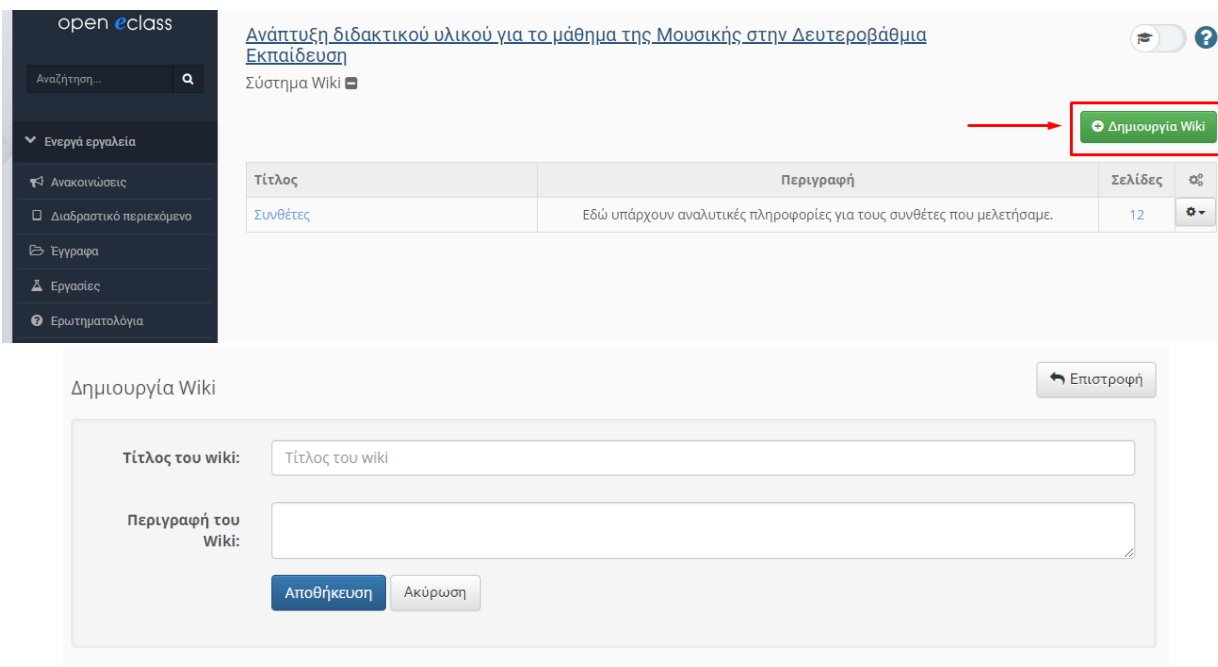 open eclass
Αναζήτηση...
Ενεργά εργαλεία
Ανακοινώσεις
Διαδραστικό περιεχόμενο
Έγγραφα
Εργασίες
Ερωτηματολόγια
Ανάπτυξη διδακτικού υλικού για το μάθημα της Μουσικής στην Δευτεροβάθμια
Εκπαίδευση
Σύστημα Wiki
Δημιουργία Wiki
Τίτλος Περιγραφή Σελίδες
Συνθέτες Εδώ υπάρχουν αναλυτικές πληροφορίες για τους συνθέτες που μελετήσαμε. 12
Δημιουργία Wiki
Επιστροφή
Τίτλος του wiki: Τίτλος του wiki
Περιγραφή του
Wiki:
Αποθήκευση Ακύρωση